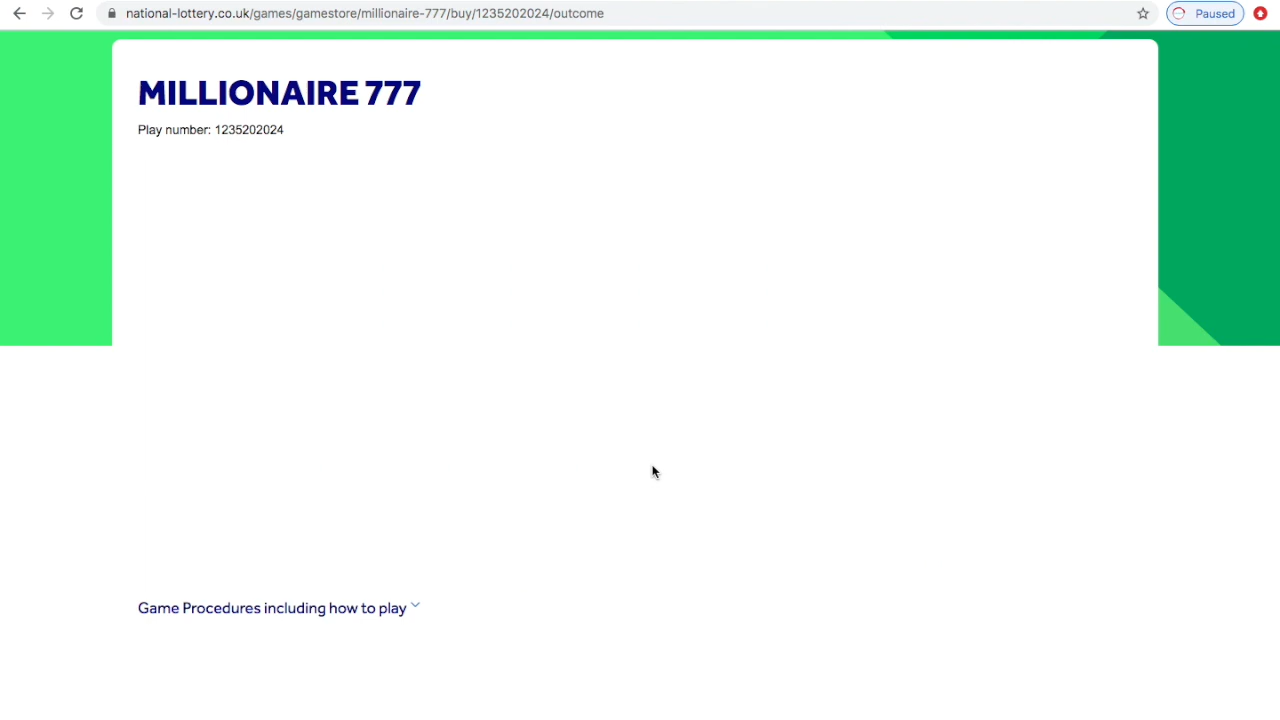 national-lottery.co.uk/games/gamestore/millionaire-777/buy/1235202024/outcome
Paused
MILLIONAIRE 777
Play number: 1235202024
Game Procedures including how to play